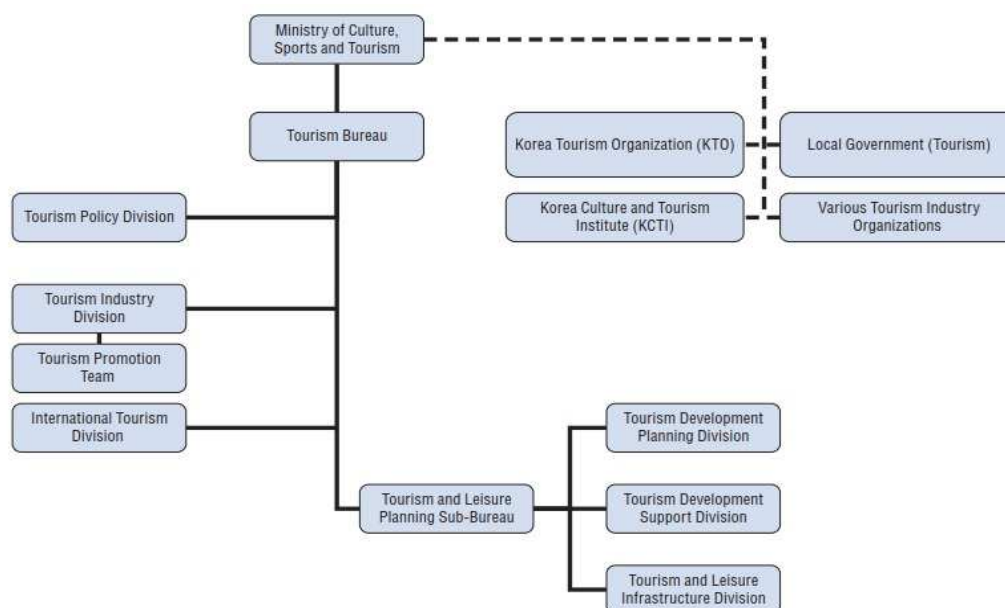 Ministry of Culture,
Sports and Tourism
Tourism Bureau
Korea Tourism Organization (KTO)
Local Government (Tourism)
Tourism Policy Division
Korea Culture and Tourism
Institute (KCTI)
Various Tourism Industry
Organizations
Tourism Industry
Division
Tourism Promotion
Team
International Tourism
Division
Tourism Development
Planning Division
Tourism and Leisure
Planning Sub-Bureau
Tourism Development
Support Division
Tourism and Leisure
Infrastructure Division